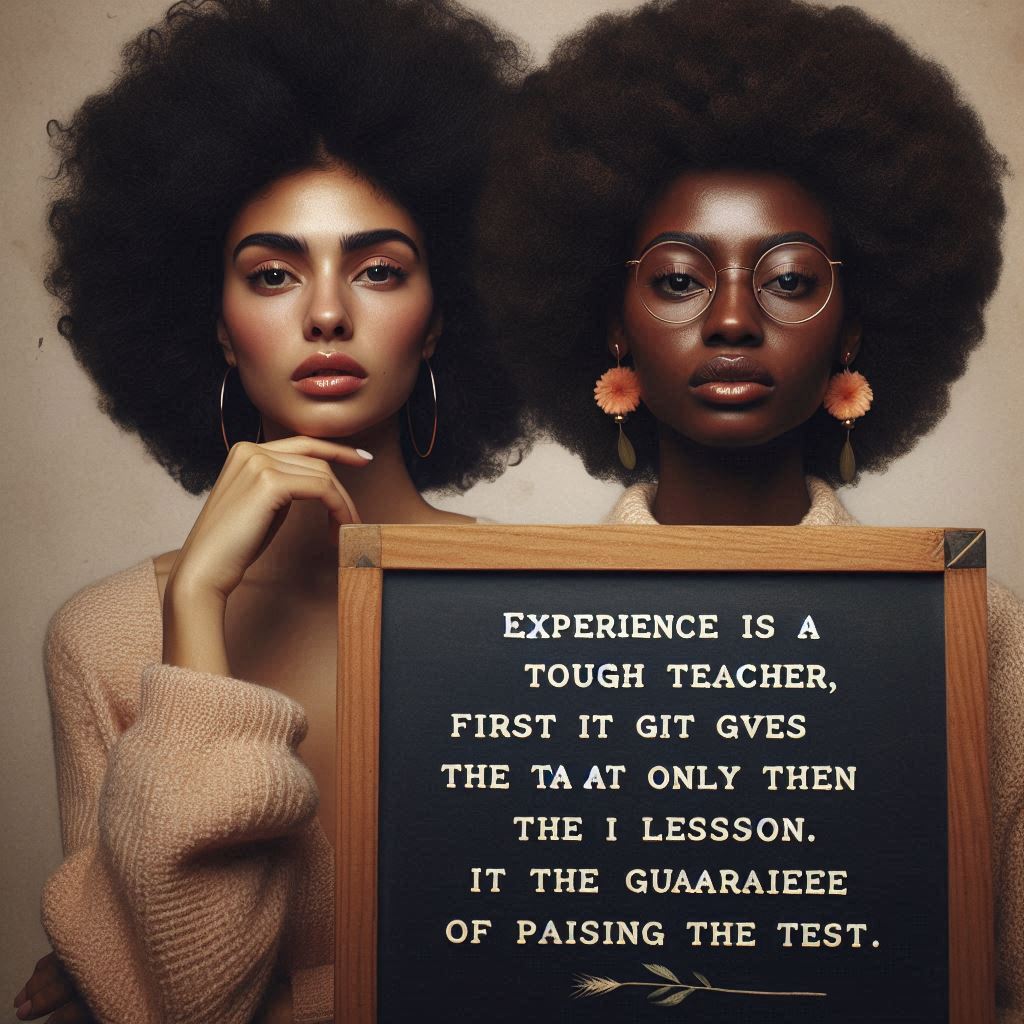 EXPERIENCE IS A
TOUGH TEACHER,
FIRST IT GIT GVES
THE TA AT ONLY THEN
THE I LESSSON.
IT THE GUAARAIEEE
OF PAISING THE TEST.